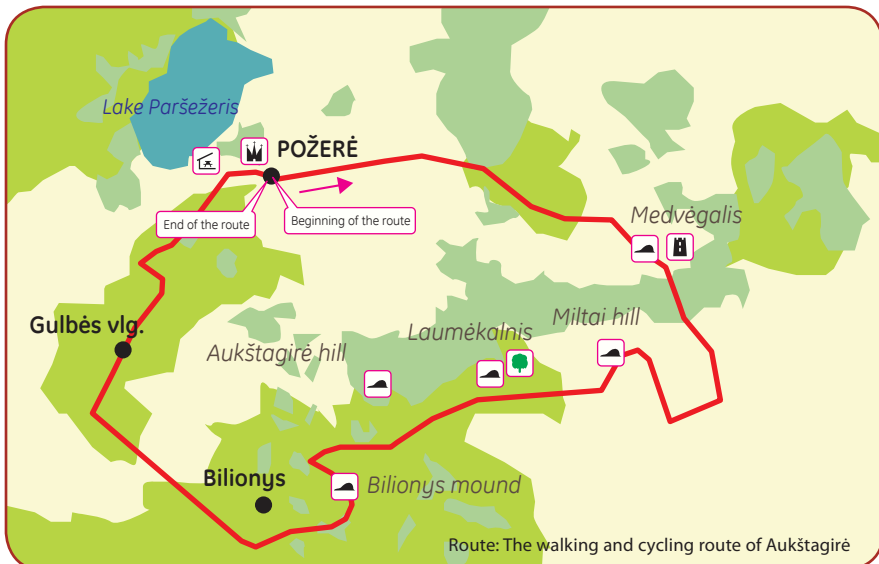 Lake Paršežeris
POŽERĖ
End of the route
Beginning of the route
Medvėgalis
Gulbės vlg.
Aukštagirė hill
Laumėkalnis
Miltai hill
Bilionys
Bilionys mound
Route: The walking and cycling route of Aukštagirė